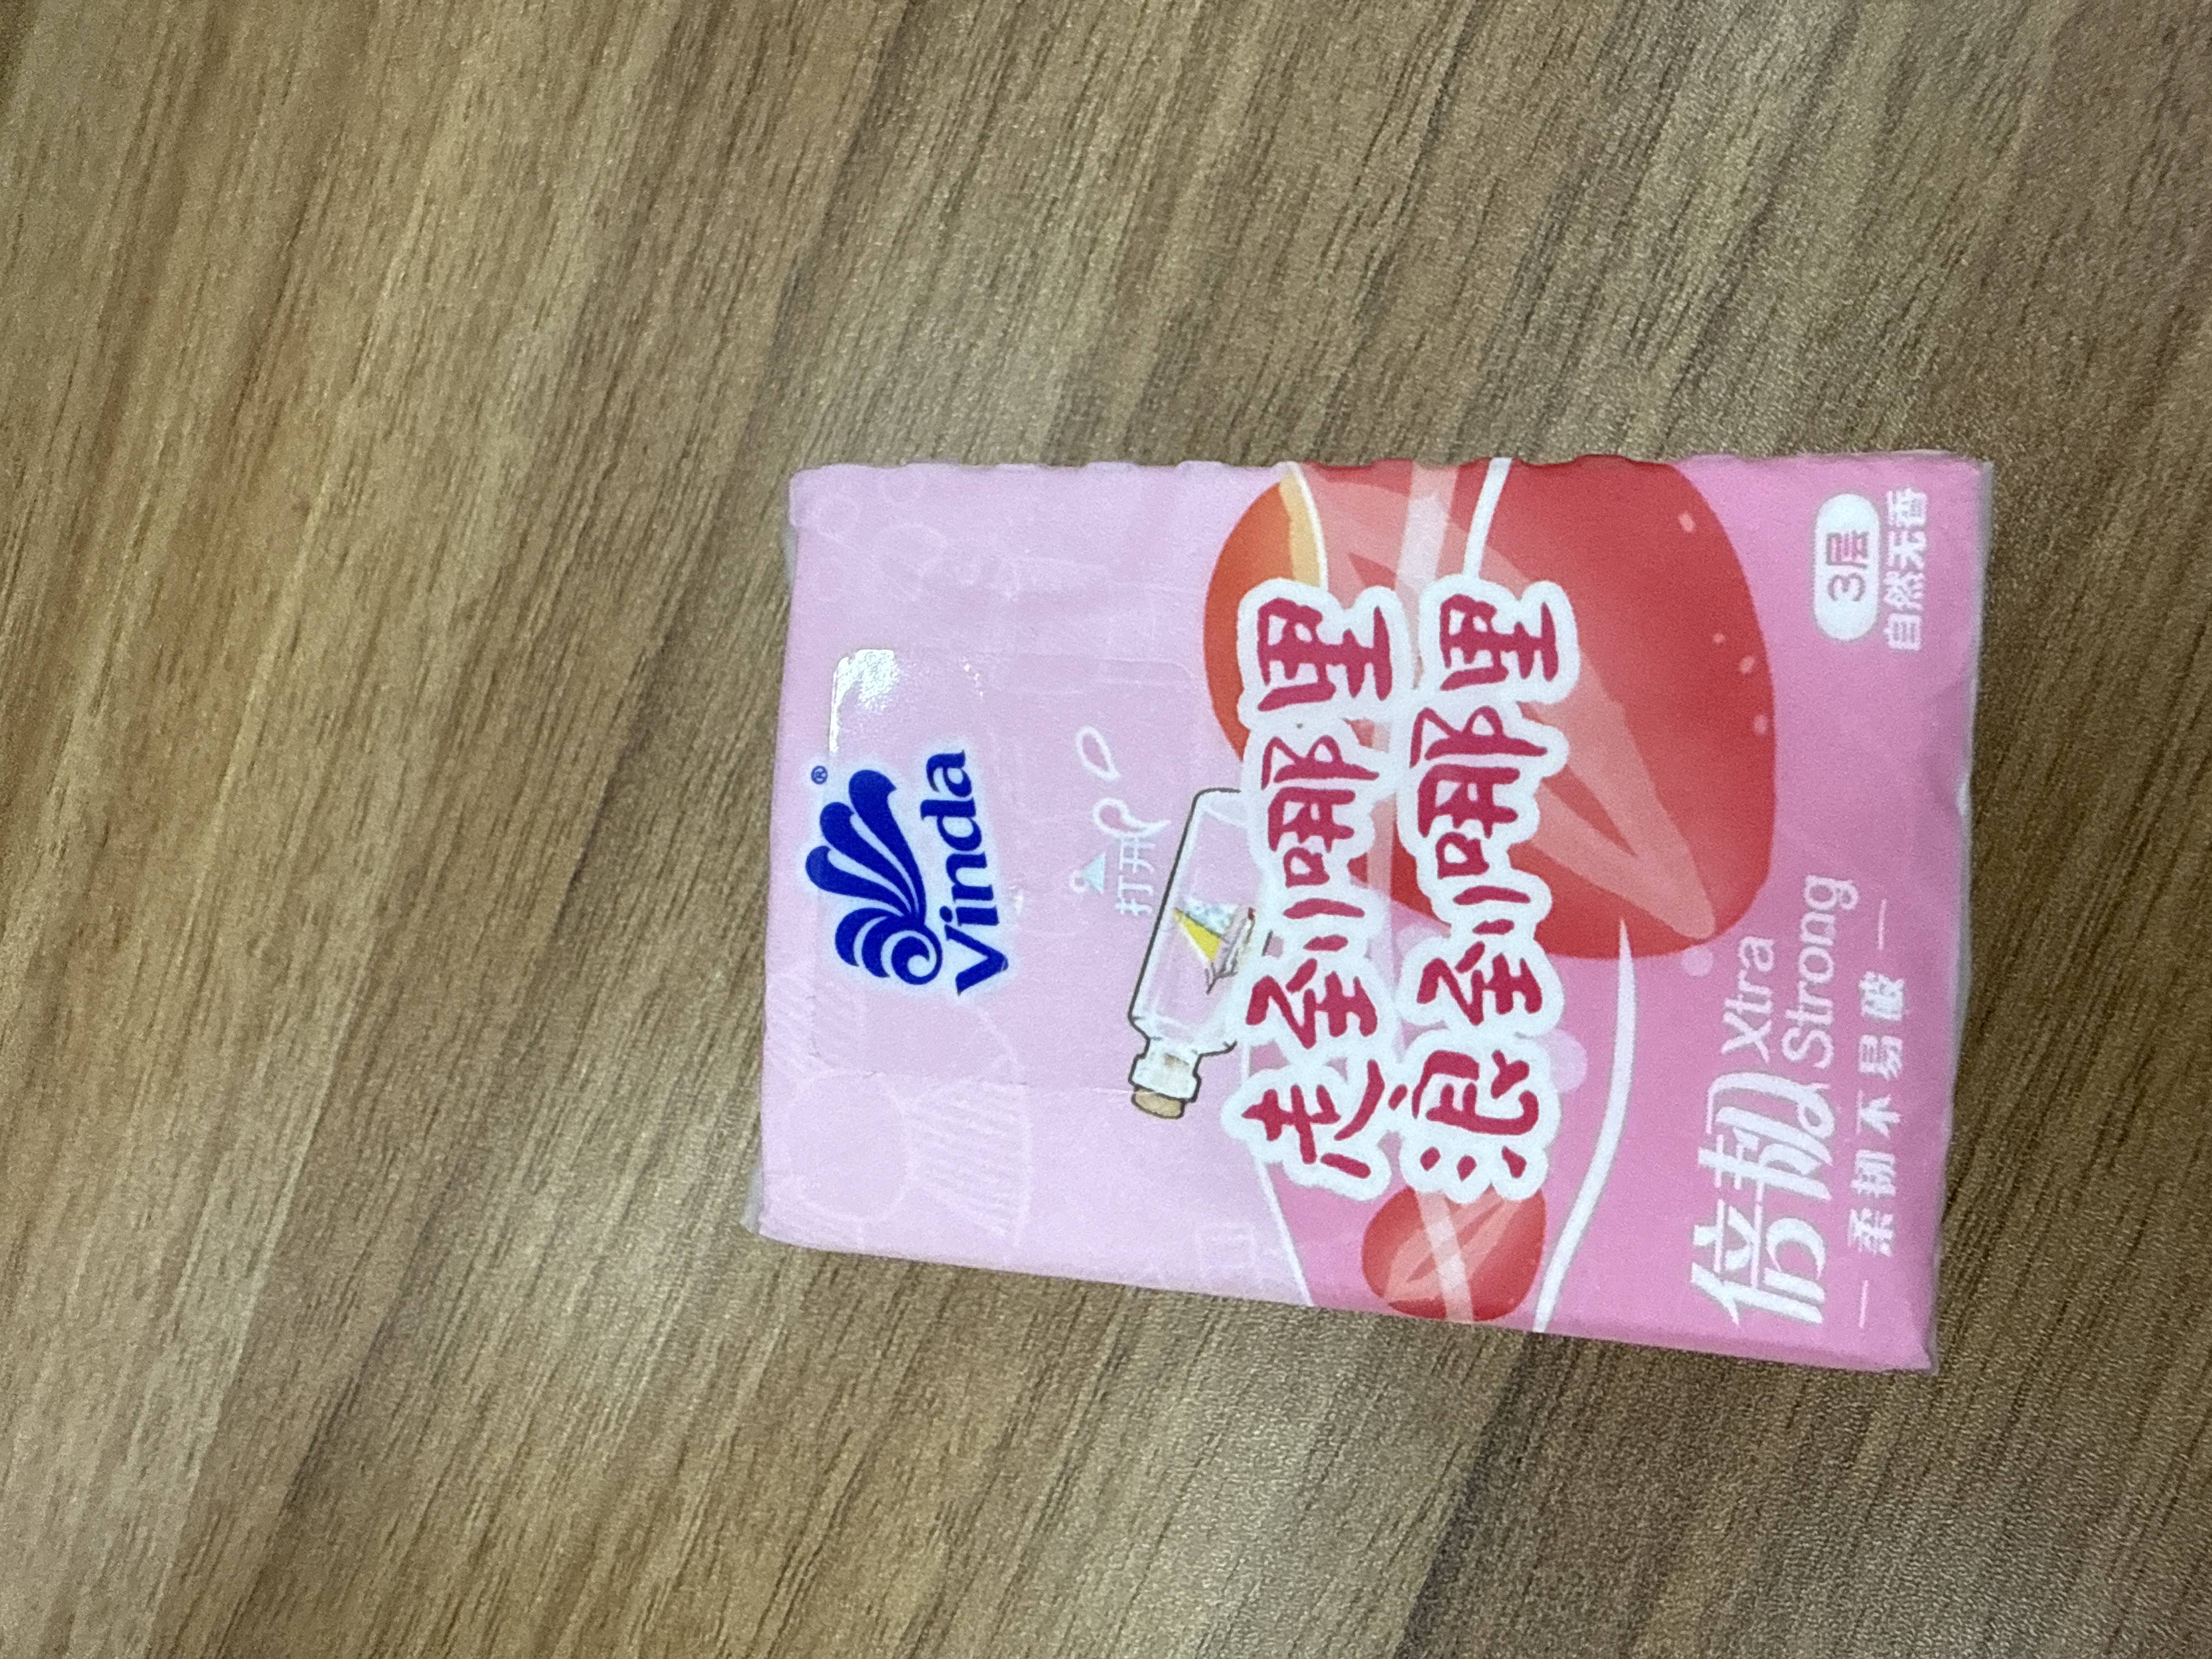 Vinda®
打开
走到哪里
浪到哪里
倍韧 Xtra Strong
柔韧不易破
3层
自然无香